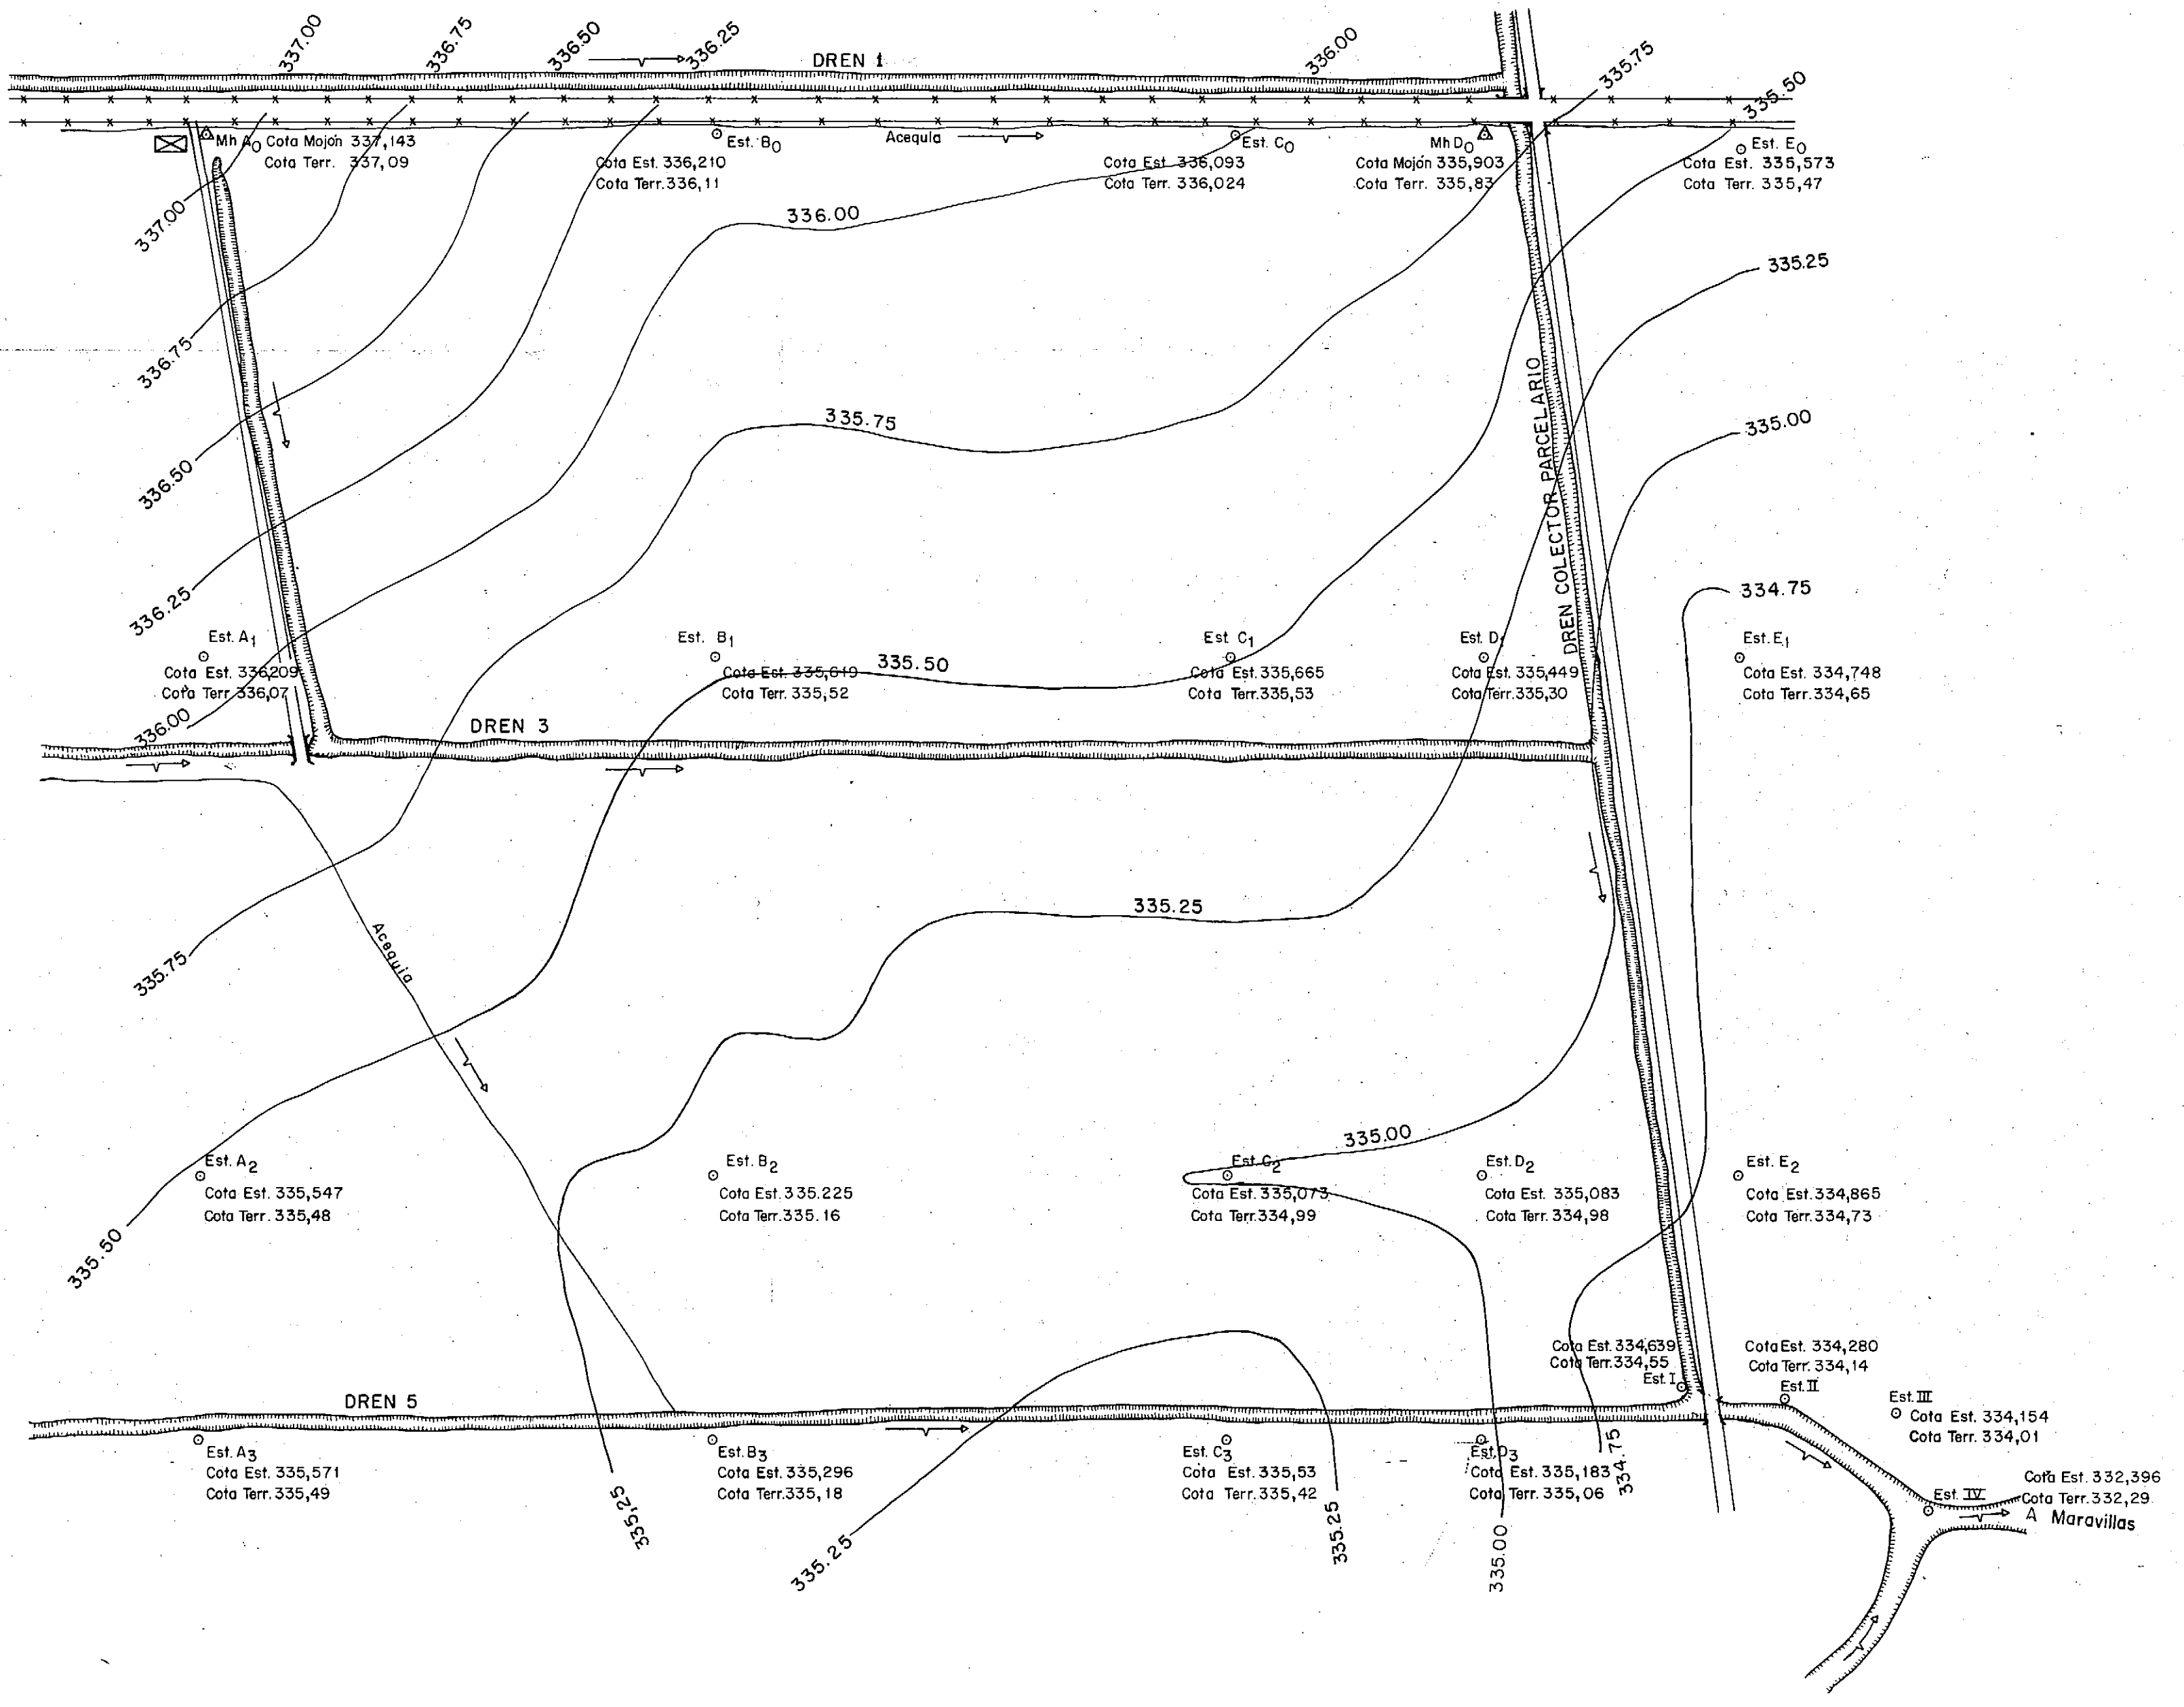 337.00
336.75
336.50
336.25
DREN 1
336.00
335.75
335.50
Mh A0 Cota Mojón 337,143
Cota Terr. 337,09
Est. B0
Cota Est. 336,210
Cota Terr. 336,11
Acequia
Est. C0
Cota Est. 336,093
Cota Terr. 336,024
Mh D0
Cota Mojón 335,903
Cota Terr. 335,83
Est. E0
Cota Est. 335,573
Cota Terr. 335,47
337.00
336.00
335.25
336.75
335.75
335.00
336.50
DREN COLECTOR PARCELARIO
336.25
334.75
Est. A1
Cota Est. 336209
Cota Terr. 336,07
Est. B1
Cota Est. 335,619
Cota Terr. 335,52
335.50
Est. C1
Cota Est. 335,665
Cota Terr. 335,53
Est. D1
Cota Est. 335,449
Cota Terr. 335,30
Est. E1
Cota Est. 334,748
Cota Terr. 334,65
336.00
DREN 3
335.25
Acequia
335.75
335.00
Est. A2
Cota Est. 335,547
Cota Terr. 335,48
Est. B2
Cota Est. 335.225
Cota Terr. 335.16
Est. C2
Cota Est. 335,073
Cota Terr. 334,99
Est. D2
Cota Est. 335,083
Cota Terr. 334,98
Est. E2
Cota Est. 334,865
Cota Terr. 334,73
335.50
Cota Est. 334,639
Cota Terr. 334,55
Est. I
Cota Est. 334,280
Cota Terr. 334,14
Est. II
DREN 5
Est. III
Cota Est. 334,154
Cota Terr. 334,01
Est. A3
Cota Est. 335,571
Cota Terr. 335,49
Est. B3
Cota Est. 335,296
Cota Terr. 335,18
Est. C3
Cota Est. 335,53
Cota Terr. 335,42
Est. D3
Cota Est. 335,183
Cota Terr. 335,06
334.75
Est. IV
Cota Est. 332,396
Cota Terr. 332,29
A Maravillas
335,25
335.25
335.25
335.00